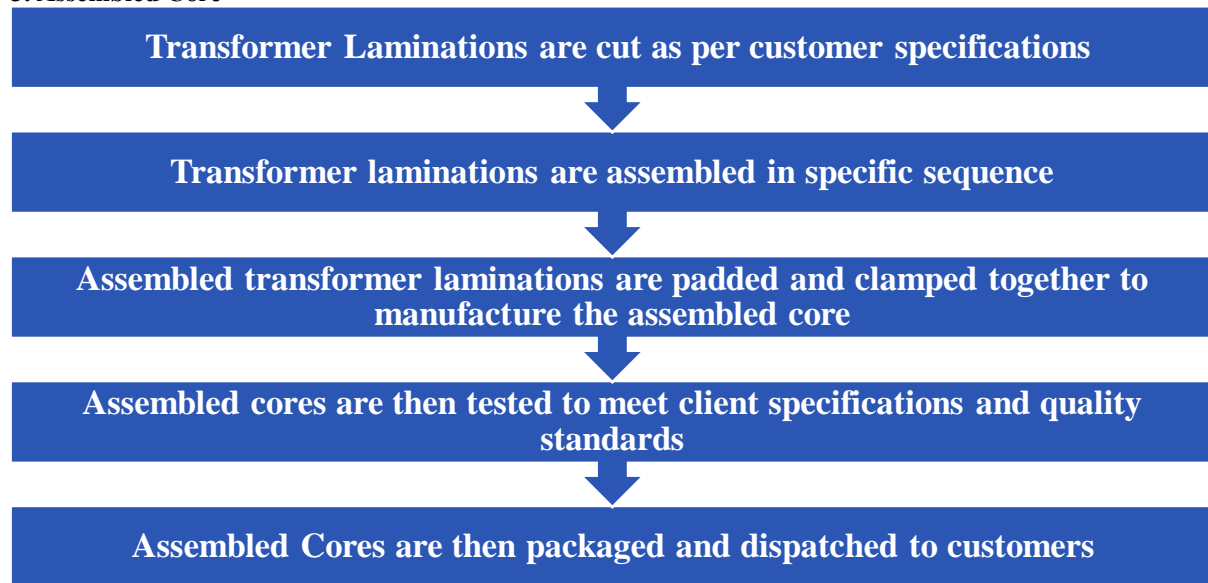 Assembled Core
Transformer Laminations are cut as per customer specifications
Transformer laminations are assembled in specific sequence
Assembled transformer laminations are padded and clamped together to
manufacture the assembled core
Assembled cores are then tested to meet client specifications and quality
standards
Assembled Cores are then packaged and dispatched to customers